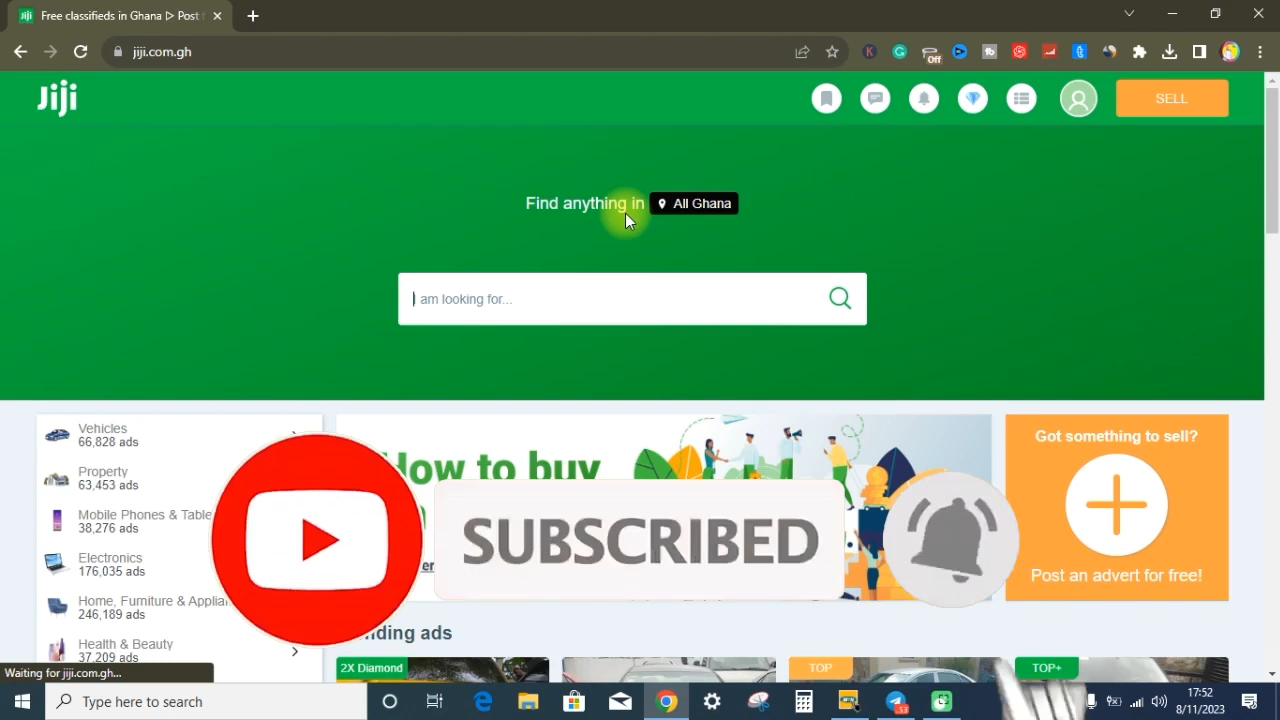 Jiji Free classifieds in Ghana ▷ Post
jiji.com.gh
Off
Jiji
SELL
Find anything in All Ghana
I am looking for...
Vehicles
66,828 ads
Property
63,453 ads
Mobile Phones & Table
38,276 ads
Electronics
176,035 ads
Home, Furniture & Applian
246,189 ads
Health & Beauty
37,209 ads
How to buy
SUBSCRIBED
Got something to sell?
Post an advert for free!
nding ads
2X Diamond
TOP
TOP+
Waiting for jiji.com.gh...
Type here to search
53
17:52
8/11/2023